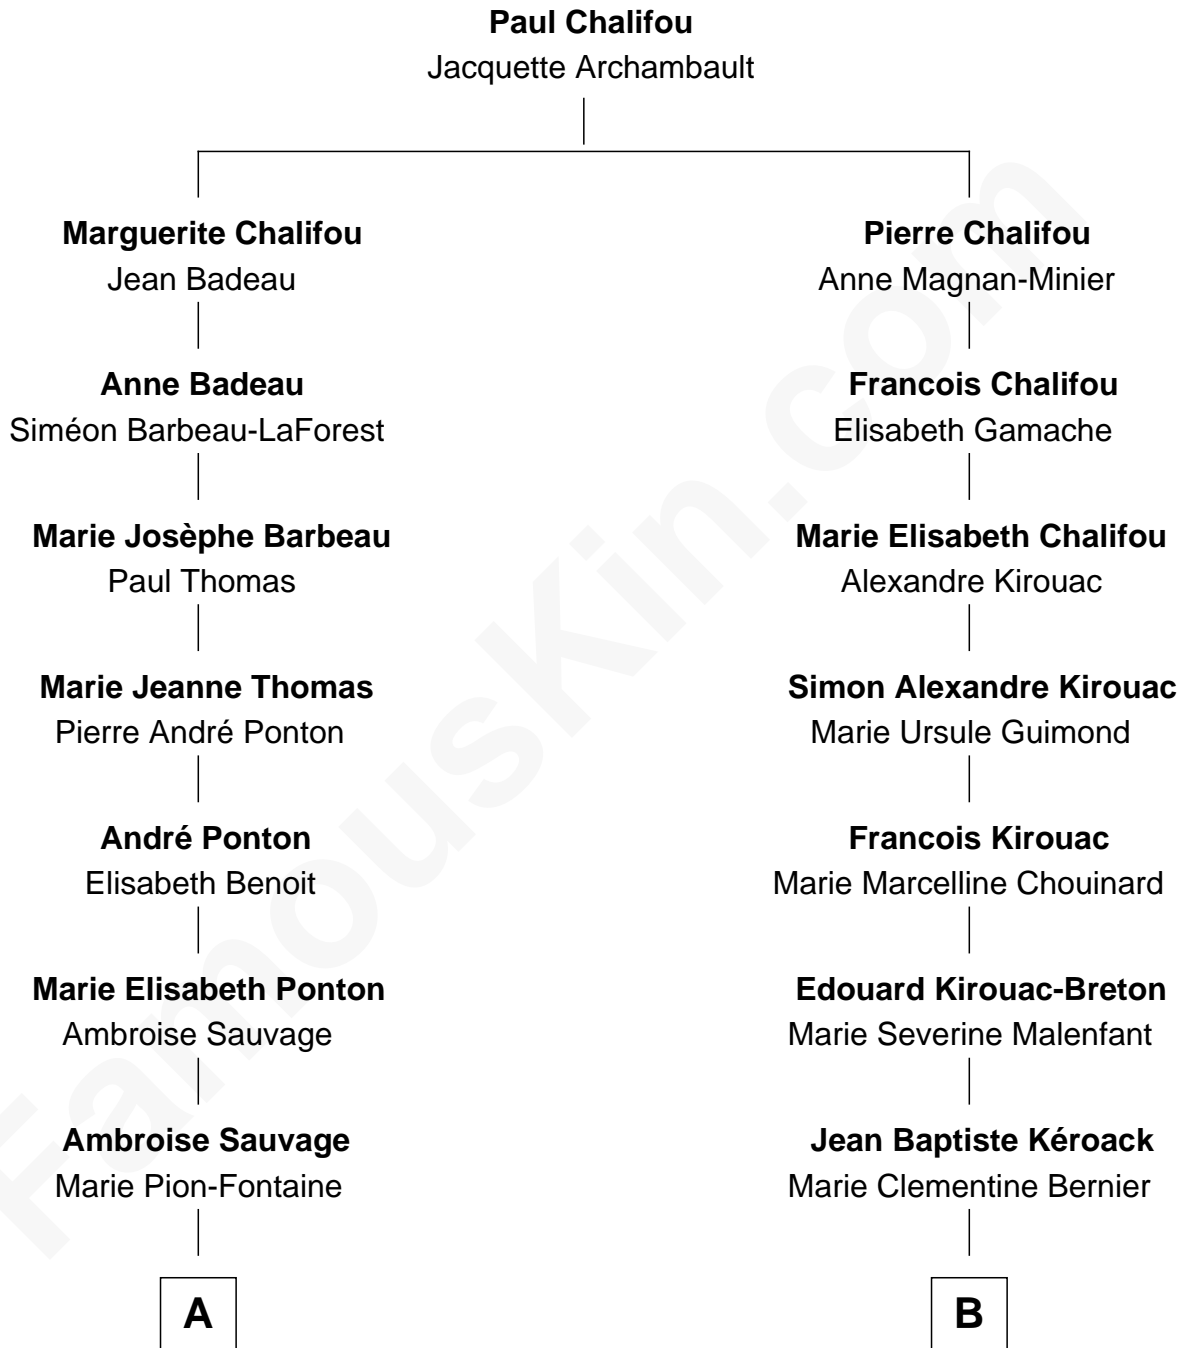 Paul Chalifou
Jacquette Archambault
Marguerite Chalifou
Jean Badeau
Pierre Chalifou
Anne Magnan-Minier
Anne Badeau
Siméon Barbeau-LaForest
Francois Chalifou
Elisabeth Gamache
Marie Josèphe Barbeau
Paul Thomas
Marie Elisabeth Chalifou
Alexandre Kirouac
Marie Jeanne Thomas
Pierre André Ponton
Simon Alexandre Kirouac
Marie Ursule Guimond
André Ponton
Elisabeth Benoit
Francois Kirouac
Marie Marcelline Chouinard
Marie Elisabeth Ponton
Ambroise Sauvage
Edouard Kirouac-Breton
Marie Severine Malenfant
Ambroise Sauvage
Marie Pion-Fontaine
Jean Baptiste Kéroack
Marie Clementine Bernier
A
B
FamousKin.com